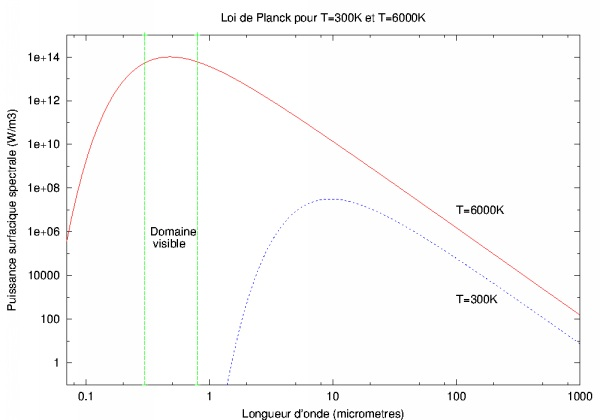 Loi de Planck pour T=300K et T=6000K
Puissance surfacique spectrale (W/m3)
1e+14
1e+12
1e+10
1e+08
1e+06
10000
100
1
Domaine
visible
T=6000K
T=300K
0.1
1
10
100
1000
Longueur d'onde (micrometres)